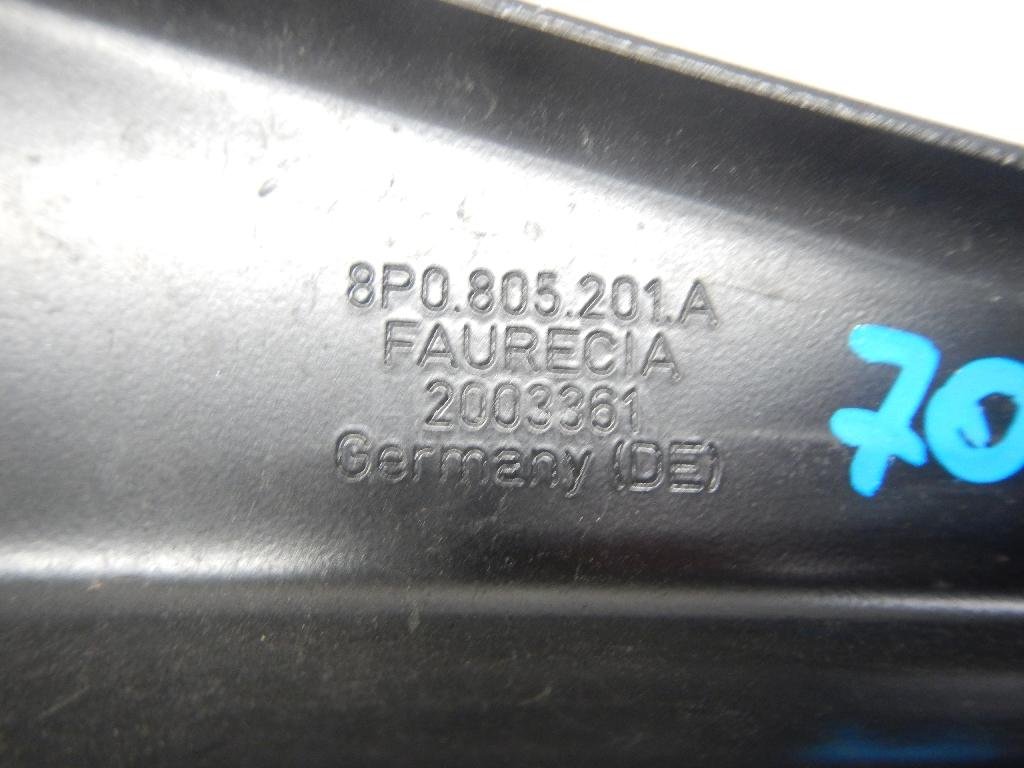 8P0.805.201.A
FAURECIA
2003361
Germany (DE)
70